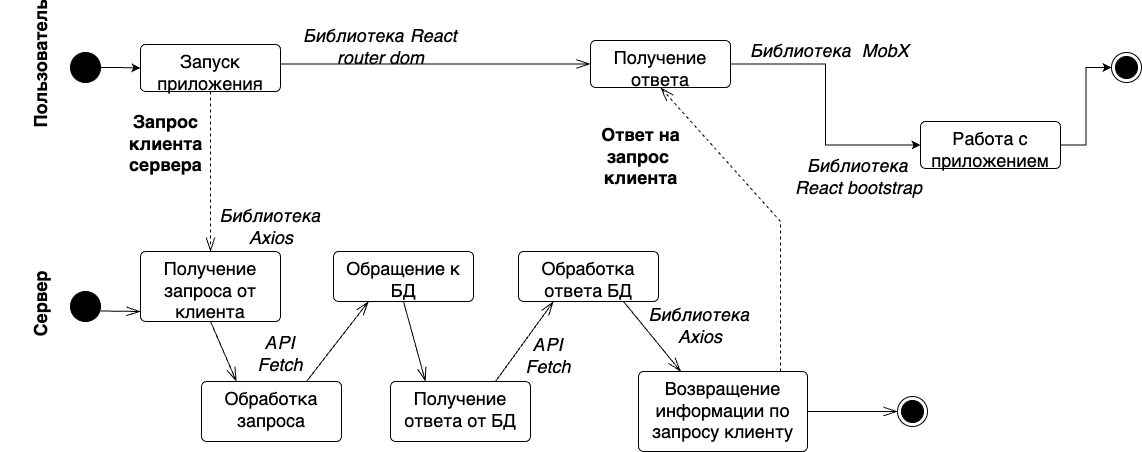 Пользователь
Запуск
приложения
Библиотека React
router dom
Получение
ответа
Библиотека MobX
Работа с
приложением
Библиотека
React bootstrap
Запрос
клиента
сервера
Ответ на
запрос
клиента
Библиотека
Axios
Сервер
Получение
запроса от
клиента
Обработка
запроса
API
Fetch
Обращение к
БД
Получение
ответа от БД
API
Fetch
Обработка
ответа БД
Библиотека
Axios
Возвращение
информации по
запросу клиенту